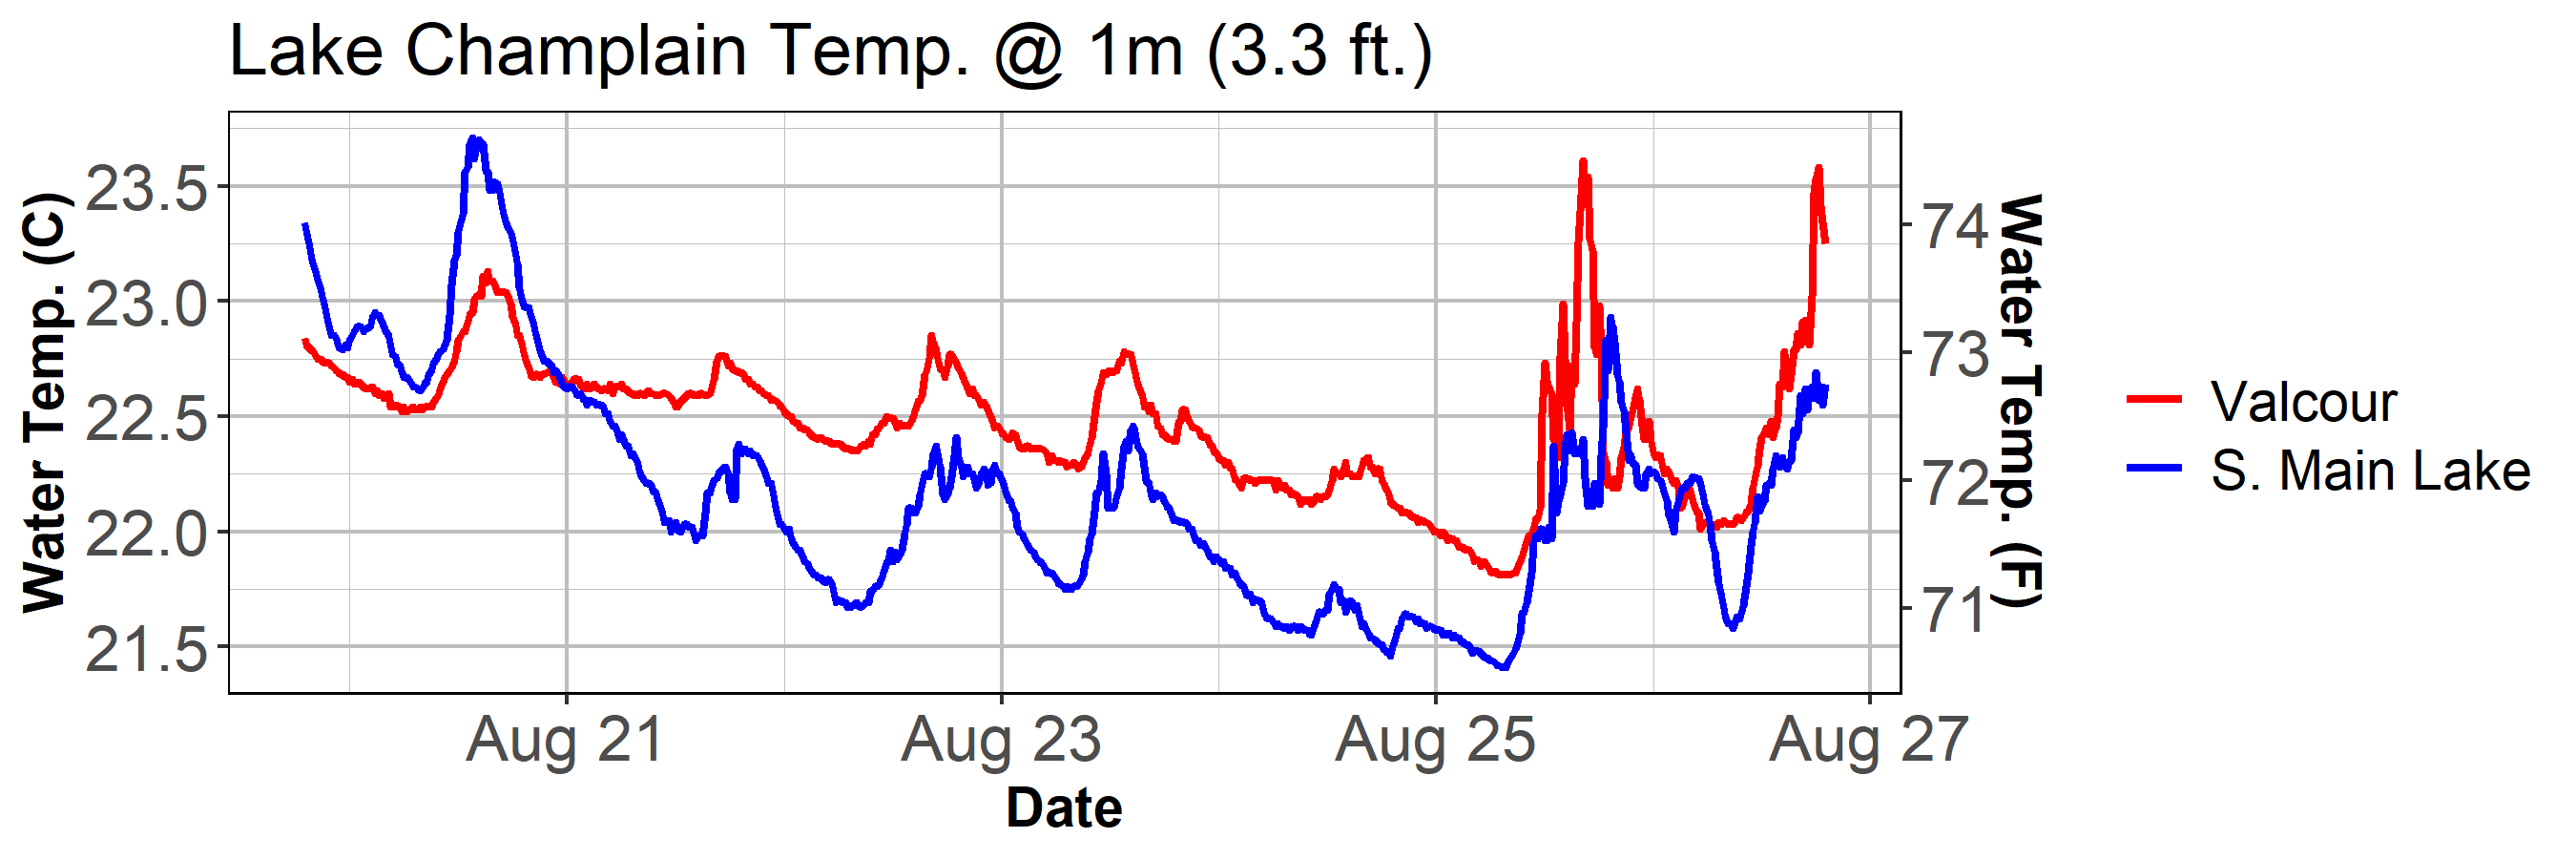 Lake Champlain Temp. @ 1m (3.3 ft.)
Water Temp. (C)
23.5
23.0
22.5
22.0
21.5
74
73
72
71
Water Temp. (F)
Valcour
S. Main Lake
Aug 21
Aug 23
Aug 25
Aug 27
Date